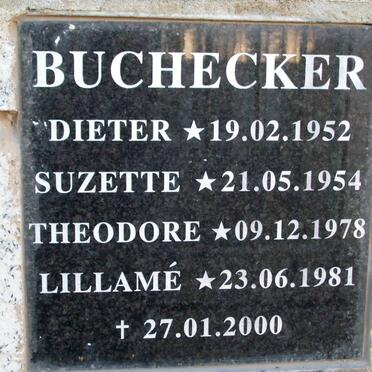 BUCHECKER
DIETER ★ 19.02.1952
SUZETTE ★ 21.05.1954
THEODORE ★ 09.12.1978
LILLAMÉ ★ 23.06.1981
† 27.01.2000